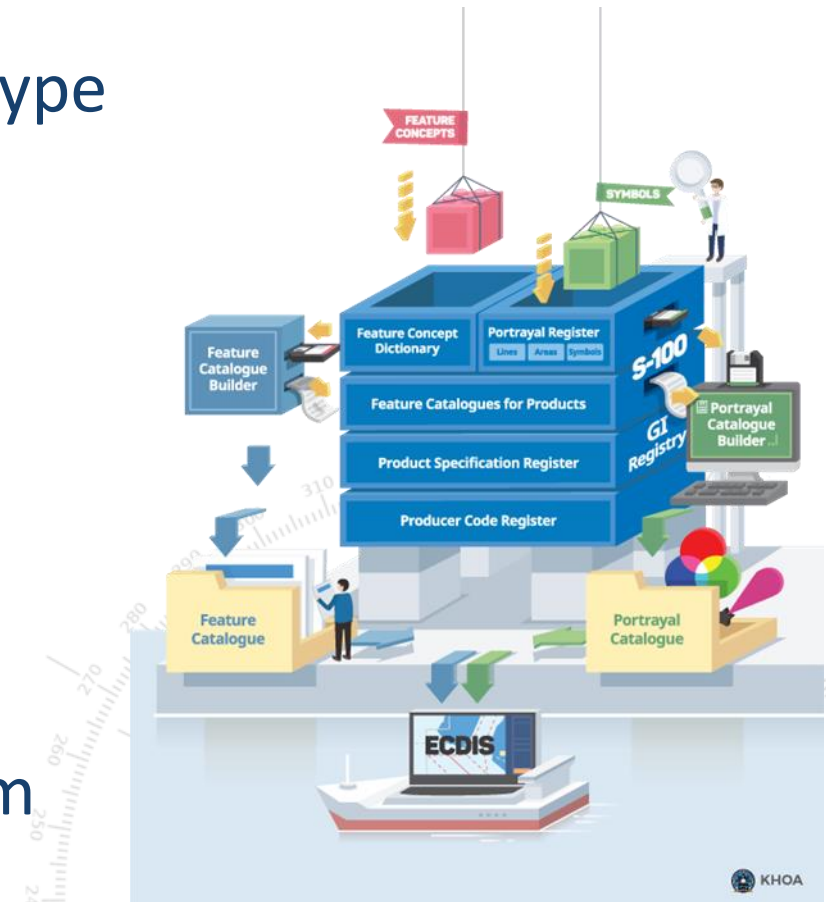 ype
FEATURE
CONCEPTS
SYMBOLS
Feature Concept
Dictionary
Portrayal Register
Lines Areas Symbols
S-100
GI
Registry
Feature
Catalogue
Builder
Feature Catalogues for Products
Portrayal
Catalogue
Builder
Product Specification Register
Producer Code Register
310
300
290
280
270
260
250
Feature
Catalogue
Portrayal
Catalogue
ECDIS
m
KHOA